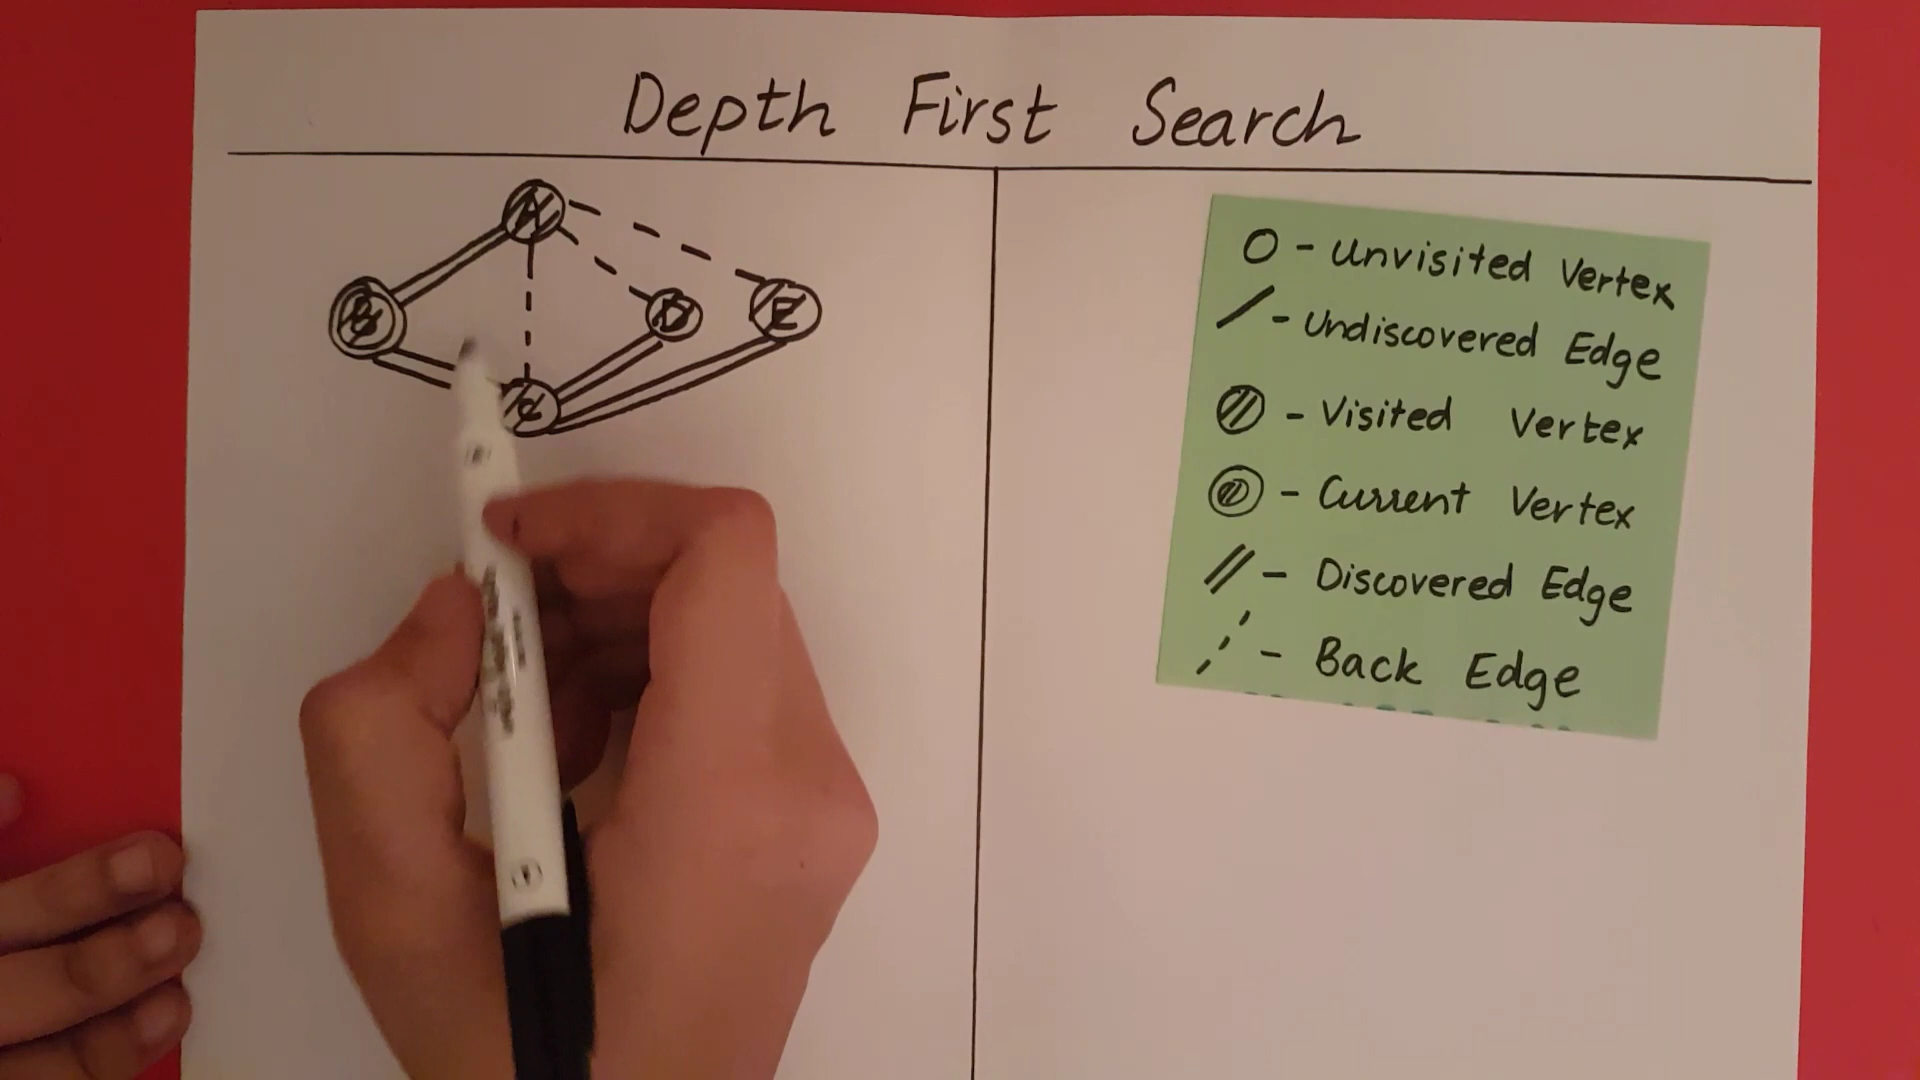 Depth First Search
A
B
D
E
C
- Unvisited Vertex
- Undiscovered Edge
- Visited Vertex
- Current Vertex
- Discovered Edge
- Back Edge